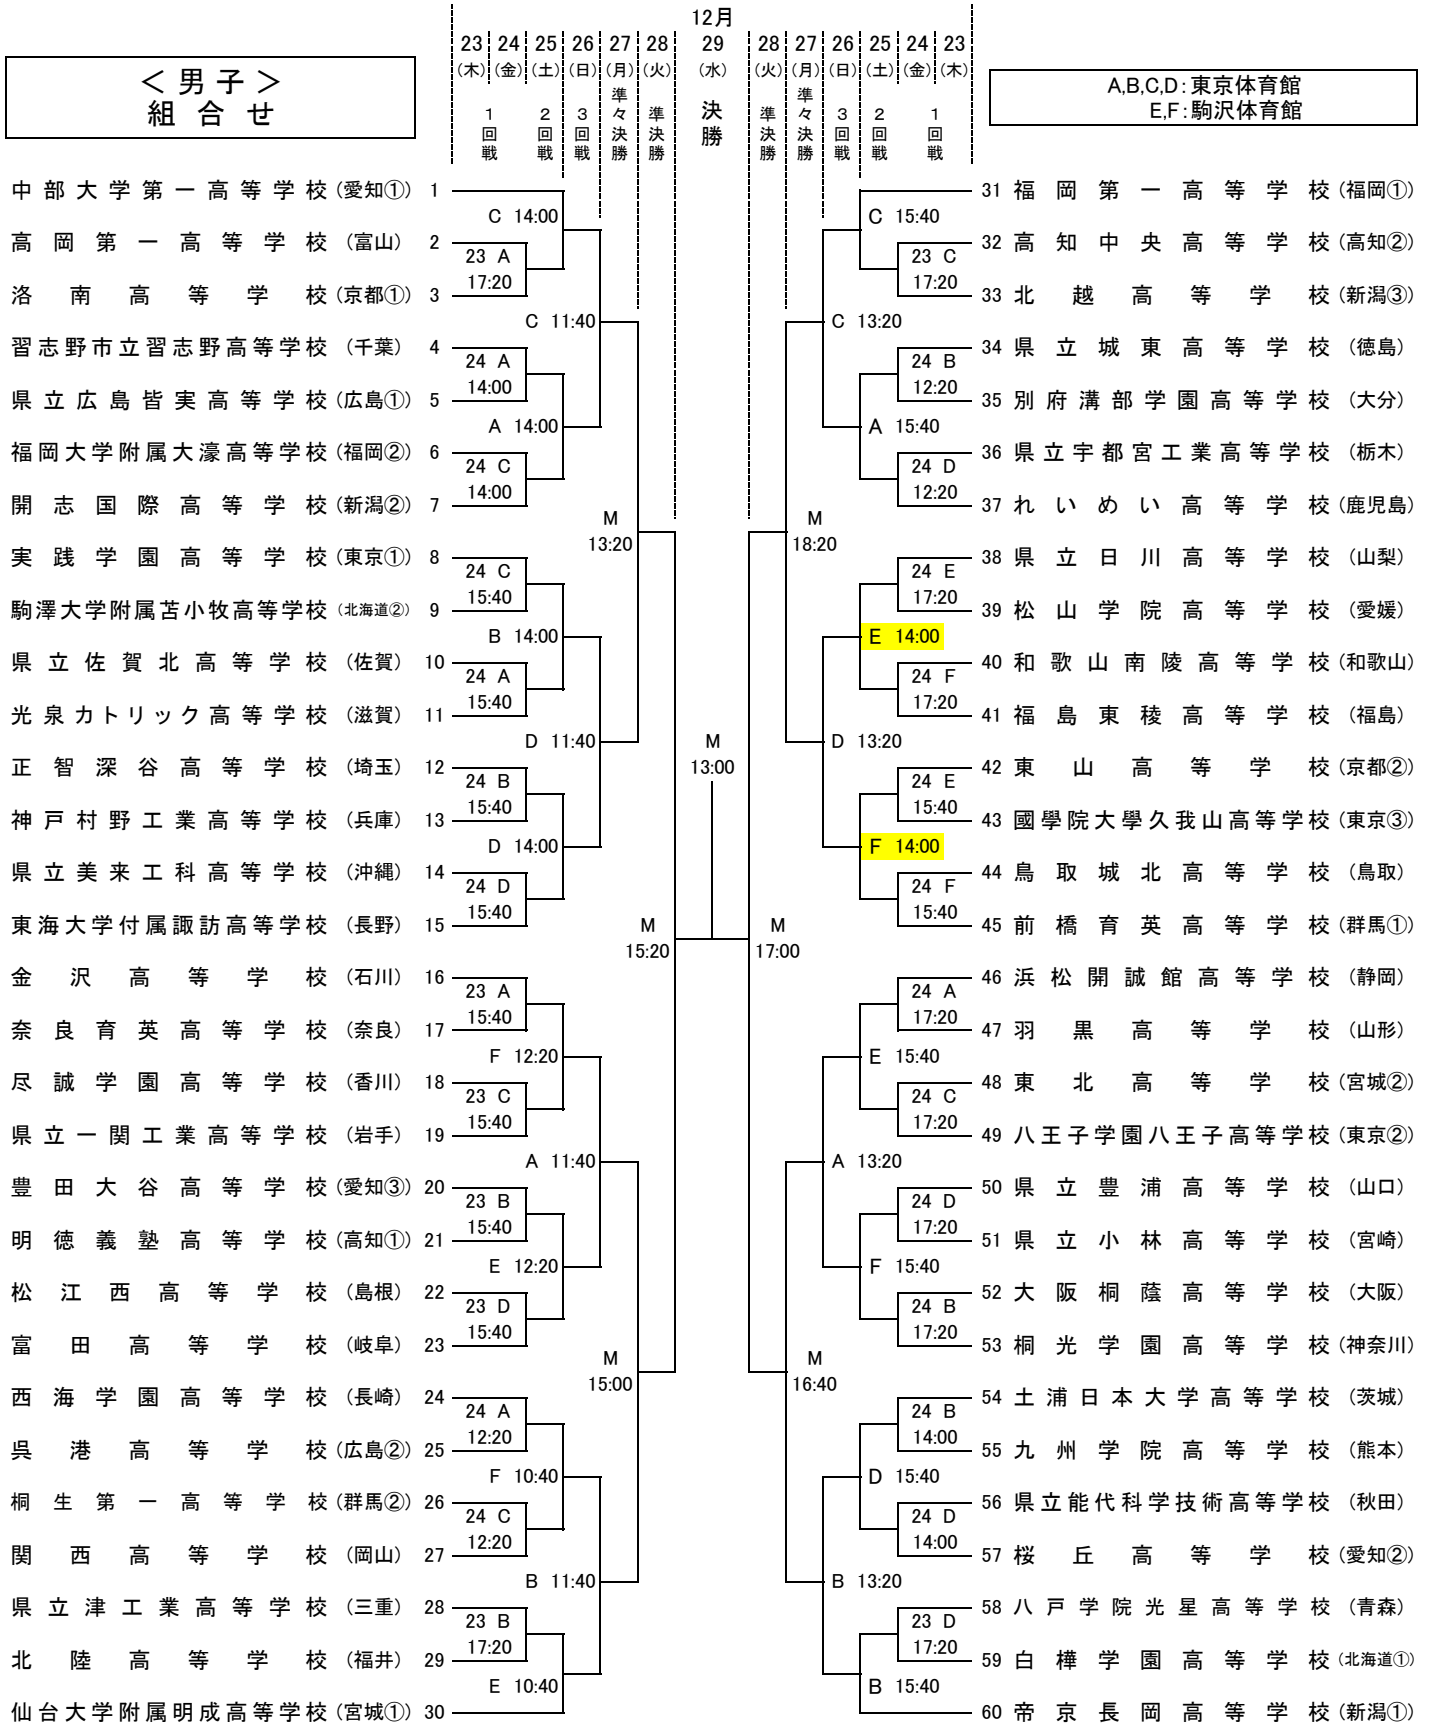 12月
23 24 25 26 27 28 29 28 27 26 25 24 23
(木) (金) (土) (日) (月) (火) (水) (火) (月) (日) (土) (金) (木)
1回戦 2回戦 3回戦 準々決勝 準決勝 決勝 準決勝 準々決勝 3回戦 2回戦 1回戦
＜男子＞
組合せ
A,B,C,D：東京体育館
E,F：駒沢体育館
中部大学第一高等学校 (愛知①) 1
C 14:00
高岡第一高等学校 (富山) 2
23 A
17:20
洛南高等学校 (京都①) 3
C 11:40
習志野市立習志野高等学校 (千葉) 4
24 A
14:00
県立広島皆実高等学校 (広島①) 5
A 14:00
福岡大学附属大濠高等学校 (福岡②) 6
24 C
14:00
開志国際高等学校 (新潟②) 7
M
13:20
実践学園高等学校 (東京①) 8
24 C
15:40
駒澤大学附属苫小牧高等学校 (北海道②) 9
B 14:00
県立佐賀北高等学校 (佐賀) 10
24 A
15:40
光泉カトリック高等学校 (滋賀) 11
D 11:40
正智深谷高等学校 (埼玉) 12
24 B
15:40
神戸村野工業高等学校 (兵庫) 13
D 14:00
県立美来工科高等学校 (沖縄) 14
24 D
15:40
東海大学付属諏訪高等学校 (長野) 15
M
15:20
金沢高等学校 (石川) 16
23 A
15:40
奈良育英高等学校 (奈良) 17
F 12:20
尽誠学園高等学校 (香川) 18
23 C
15:40
県立一関工業高等学校 (岩手) 19
A 11:40
豊田大谷高等学校 (愛知③) 20
23 B
15:40
明徳義塾高等学校 (高知①) 21
E 12:20
松江西高等学校 (島根) 22
23 D
15:40
富田高等学校 (岐阜) 23
M
15:00
西海学園高等学校 (長崎) 24
24 A
12:20
呉港高等学校 (広島②) 25
F 10:40
桐生第一高等学校 (群馬②) 26
24 C
12:20
関西高等学校 (岡山) 27
B 11:40
県立津工業高等学校 (三重) 28
23 B
17:20
北陸高等学校 (福井) 29
E 10:40
仙台大学附属明成高等学校 (宮城①) 30
M
13:00
31 福岡第一高等学校 (福岡①)
C 15:40
32 高知中央高等学校 (高知②)
23 C
17:20
33 北越高等学校 (新潟③)
C 13:20
34 県立城東高等学校 (徳島)
24 B
12:20
35 別府溝部学園高等学校 (大分)
A 15:40
36 県立宇都宮工業高等学校 (栃木)
24 D
12:20
37 れいめい高等学校 (鹿児島)
M
18:20
38 県立日川高等学校 (山梨)
24 E
17:20
39 松山学院高等学校 (愛媛)
E 14:00
40 和歌山南陵高等学校 (和歌山)
24 F
17:20
41 福島東稜高等学校 (福島)
D 13:20
42 東山高等学校 (京都②)
24 E
15:40
43 國學院大學久我山高等学校 (東京③)
F 14:00
44 鳥取城北高等学校 (鳥取)
24 F
15:40
45 前橋育英高等学校 (群馬①)
M
17:00
46 浜松開誠館高等学校 (静岡)
24 A
17:20
47 羽黒高等学校 (山形)
E 15:40
48 東北高等学校 (宮城②)
24 C
17:20
49 八王子学園八王子高等学校 (東京②)
A 13:20
50 県立豊浦高等学校 (山口)
24 D
17:20
51 県立小林高等学校 (宮崎)
F 15:40
52 大阪桐蔭高等学校 (大阪)
24 B
17:20
53 桐光学園高等学校 (神奈川)
M
16:40
54 土浦日本大学高等学校 (茨城)
24 B
14:00
55 九州学院高等学校 (熊本)
D 15:40
56 県立能代科学技術高等学校 (秋田)
24 D
14:00
57 桜丘高等学校 (愛知②)
B 13:20
58 八戸学院光星高等学校 (青森)
23 D
17:20
59 白樺学園高等学校 (北海道①)
B 15:40
60 帝京長岡高等学校 (新潟①)